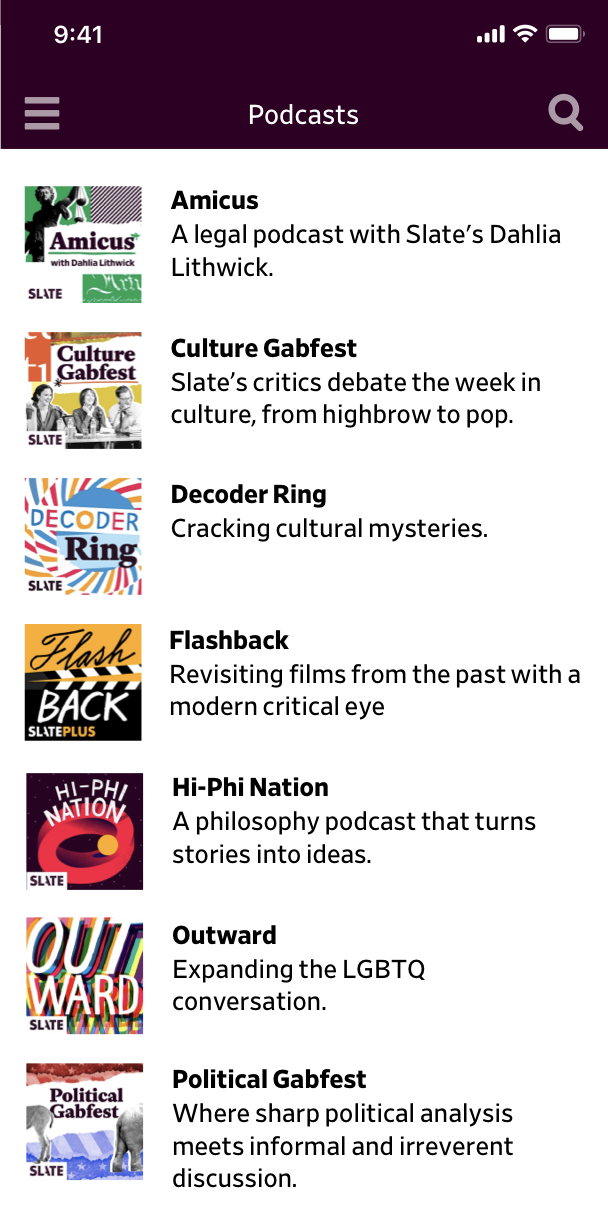 9:41
Podcasts
Amicus
with Dahlia Lithwick
SLATE
Amicus
A legal podcast with Slate’s Dahlia
Lithwick.
Culture
Gabfest
SLATE
Culture Gabfest
Slate’s critics debate the week in
culture, from highbrow to pop.
DECODER
Ring
SLATE
Decoder Ring
Cracking cultural mysteries.
Flash
BACK
SLATEPLUS
Flashback
Revisiting films from the past with a
modern critical eye
HI-PHI
NATION
SLATE
Hi-Phi Nation
A philosophy podcast that turns
stories into ideas.
OUT
WARD
SLATE
Outward
Expanding the LGBTQ
conversation.
Political
Gabfest
SLATE
Political Gabfest
Where sharp political analysis
meets informal and irreverent
discussion.